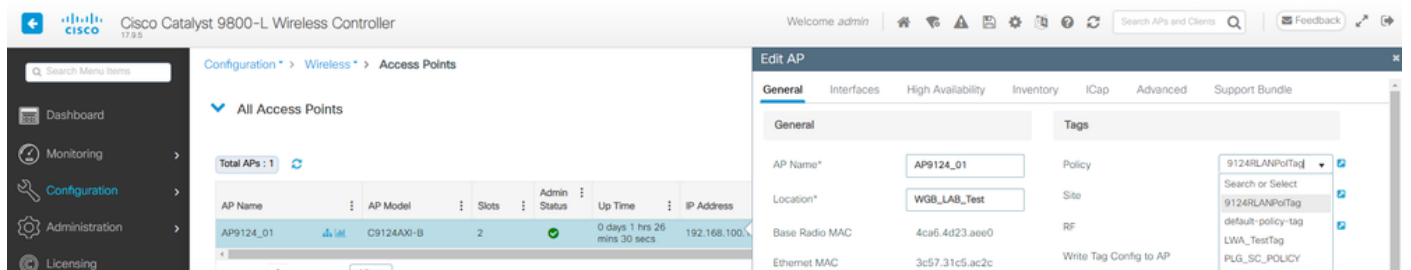 cisco
Cisco Catalyst 9800-L Wireless Controller
17.9.5
Welcome admin
Search APs and Clients
Feedback
Search Menu Items
Dashboard
Monitoring
Configuration
Administration
Licensing
Configuration > Wireless > Access Points
All Access Points
Total APs : 1
AP Name AP Model Slots Admin Status Up Time IP Address
AP9124_01 C9124AXI-B 2 0 days 1 hrs 26 mins 30 secs 192.168.100.
Edit AP
General Interfaces High Availability Inventory ICap Advanced Support Bundle
General
AP Name* AP9124_01
Location* WGB_LAB_Test
Base Radio MAC 4ca6.4d23.aee0
Ethernet MAC 3c57.31c5.ac2c
Tags
Policy 9124RLANPolTag
Site
RF
Write Tag Config to AP
Search or Select
9124RLANPolTag
default-policy-tag
LWA_TestTag
PLG_SC_POLICY